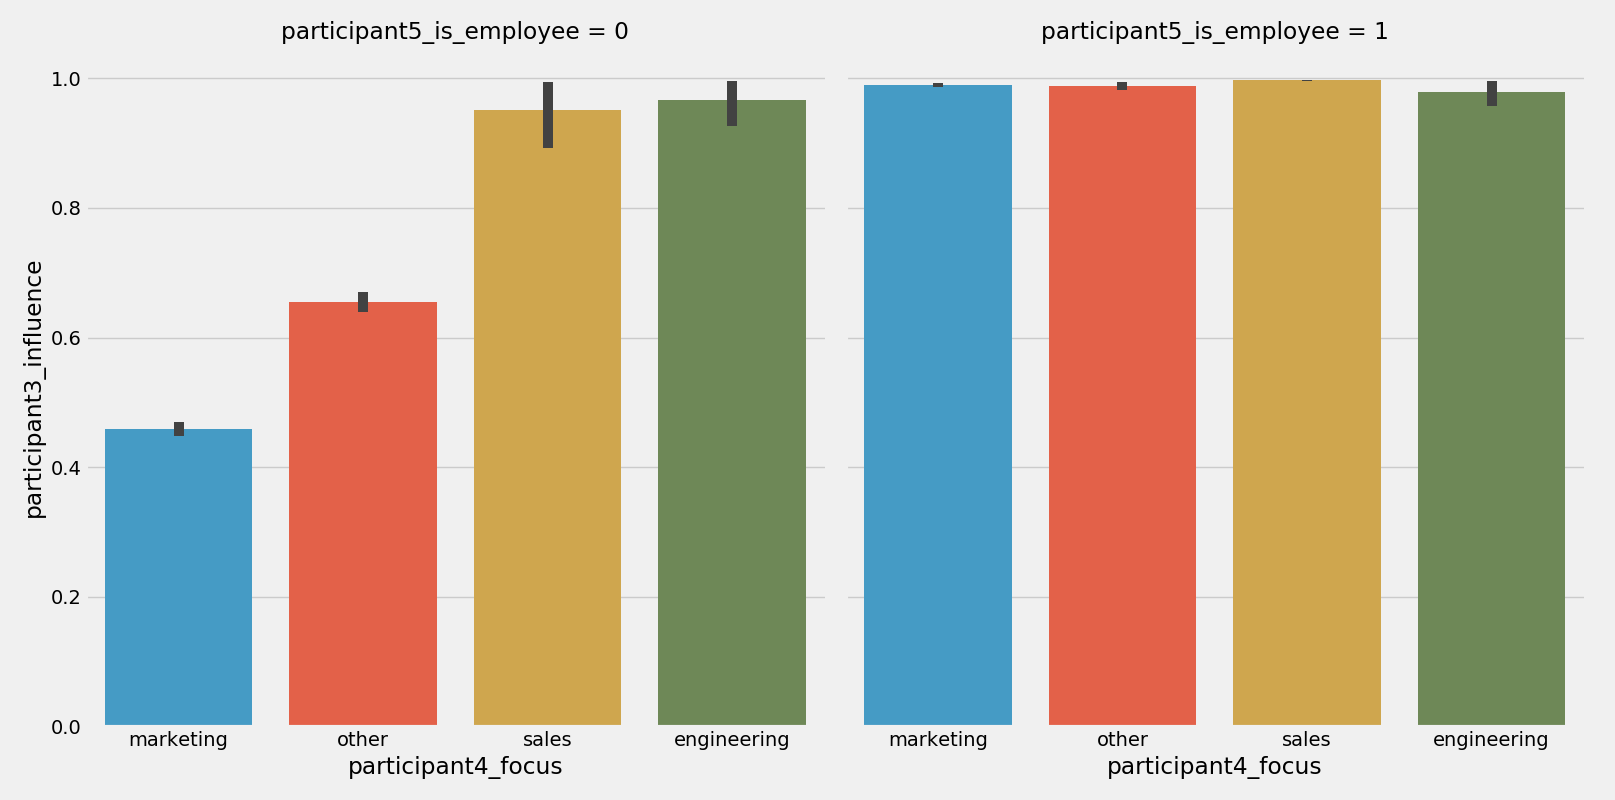 participant5_is_employee = 0
participant5_is_employee = 1
participant3_influence
1.0
0.8
0.6
0.4
0.2
0.0
marketing
other
sales
engineering
marketing
other
sales
engineering
participant4_focus
participant4_focus